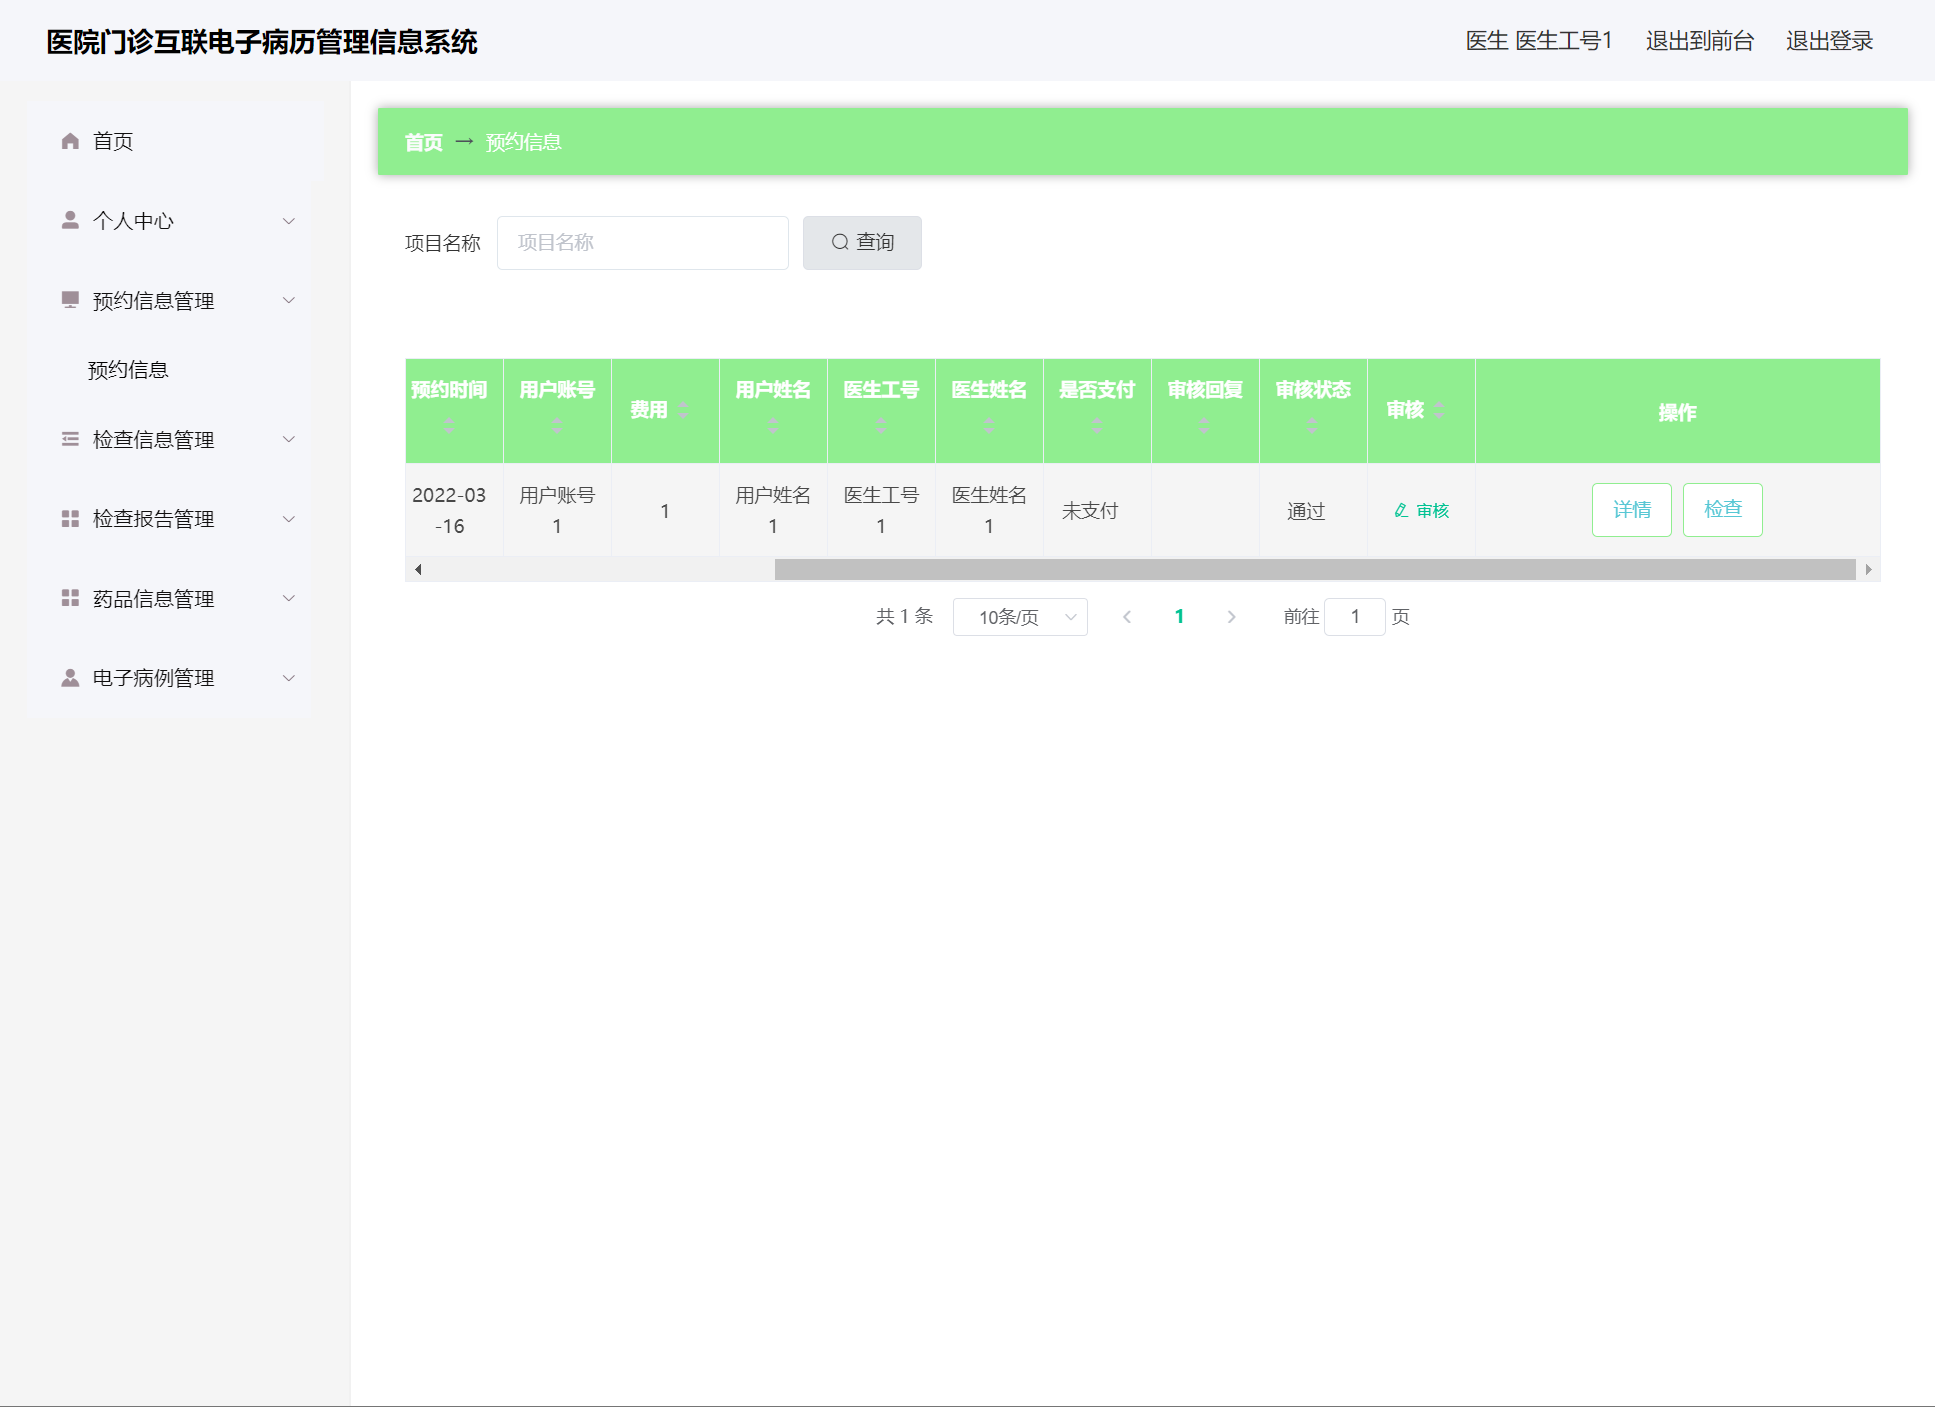 医院门诊互联电子病历管理信息系统
医生 医生工号1 退出到前台 退出登录
首页
个人中心
预约信息管理
预约信息
检查信息管理
检查报告管理
药品信息管理
电子病例管理
首页 → 预约信息
项目名称 项目名称 查询
预约时间 用户账号 费用 用户姓名 医生工号 医生姓名 是否支付 审核回复 审核状态 审核 操作
2022-03-16 用户账号1 1 用户姓名1 医生工号1 医生姓名1 未支付 通过 审核 详情 检查
共 1 条 10条/页 1 前往 1 页